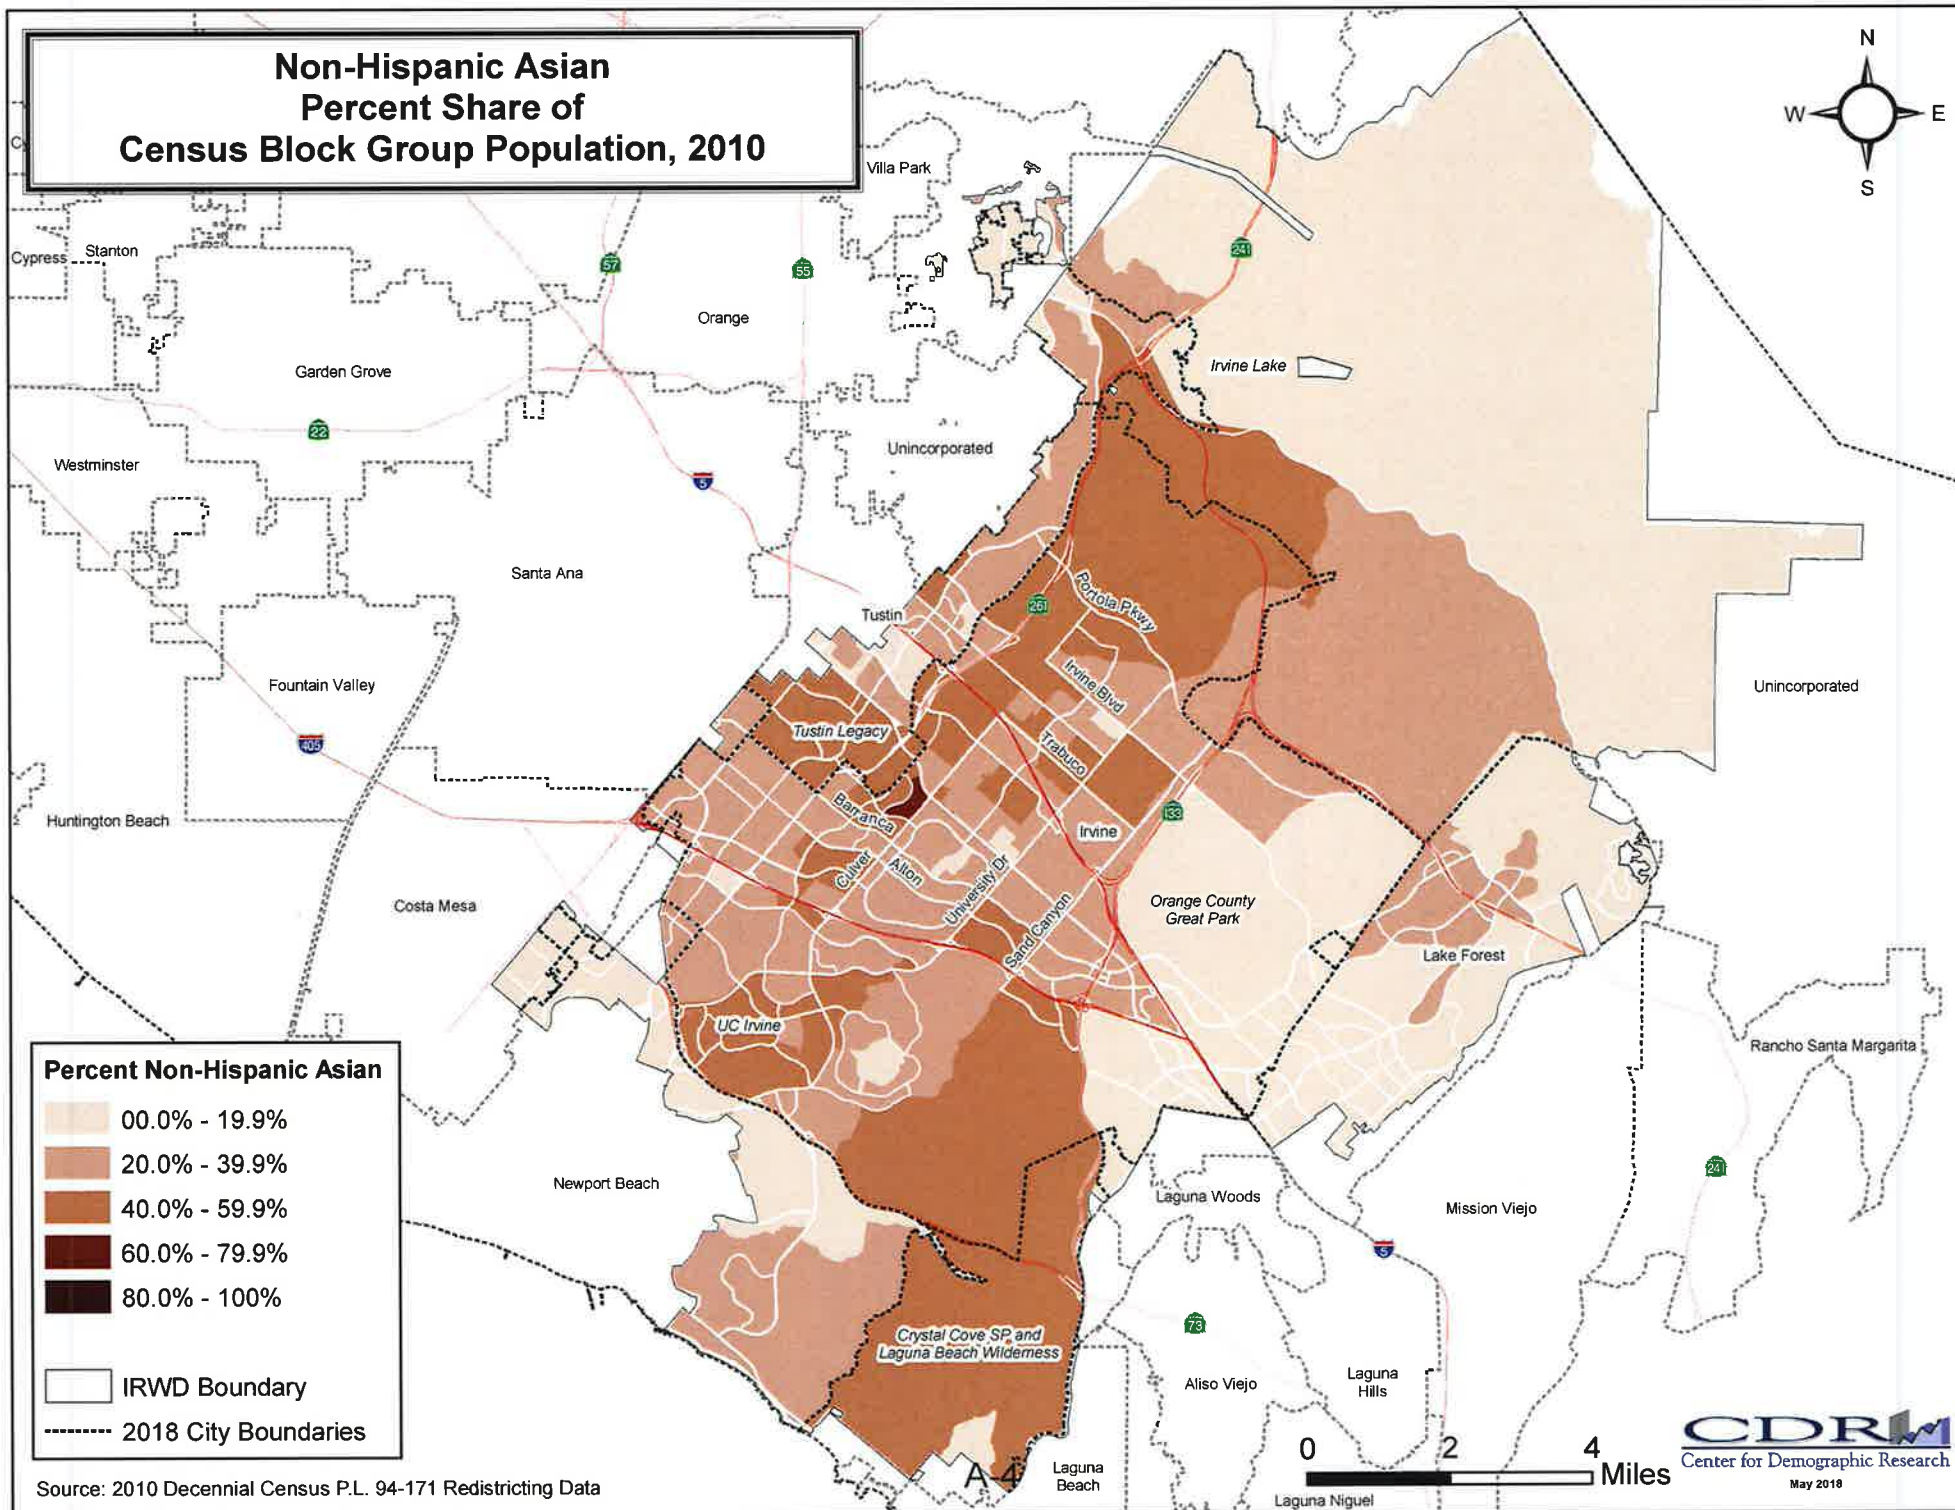 Non-Hispanic Asian
Percent Share of
Census Block Group Population, 2010
N
W
E
S
Villa Park
Cypress
Stanton
57
55
241
Orange
Garden Grove
Irvine Lake
22
Unincorporated
Westminster
5
Santa Ana
261
Portola Pkwy
Tustin
Irvine Blvd
Fountain Valley
Unincorporated
Tustin Legacy
405
Trabuco
Huntington Beach
Barranca
133
Irvine
Culver
Alton
University Dr
Costa Mesa
Orange County
Great Park
Sand Canyon
Lake Forest
UC Irvine
Rancho Santa Margarita
Percent Non-Hispanic Asian
00.0% - 19.9%
20.0% - 39.9%
40.0% - 59.9%
60.0% - 79.9%
80.0% - 100%
IRWD Boundary
2018 City Boundaries
Newport Beach
Laguna Woods
Mission Viejo
241
5
73
Crystal Cove SP and
Laguna Beach Wilderness
Aliso Viejo
Laguna
Hills
0 2 4 Miles
A-4
Laguna
Beach
Laguna Niguel
CDR
Center for Demographic Research
May 2018
Source: 2010 Decennial Census P.L. 94-171 Redistricting Data